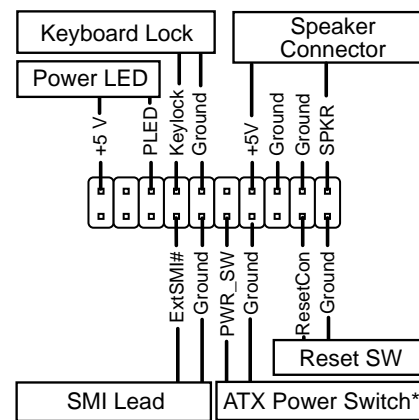 Keyboard Lock
Speaker
Connector
Power LED
+5 V
PLED
Keylock
Ground
+5V
Ground
Ground
SPKR
ExtSMI#
Ground
PWR_SW
Ground
ResetCon
Ground
Reset SW
SMI Lead
ATX Power Switch*